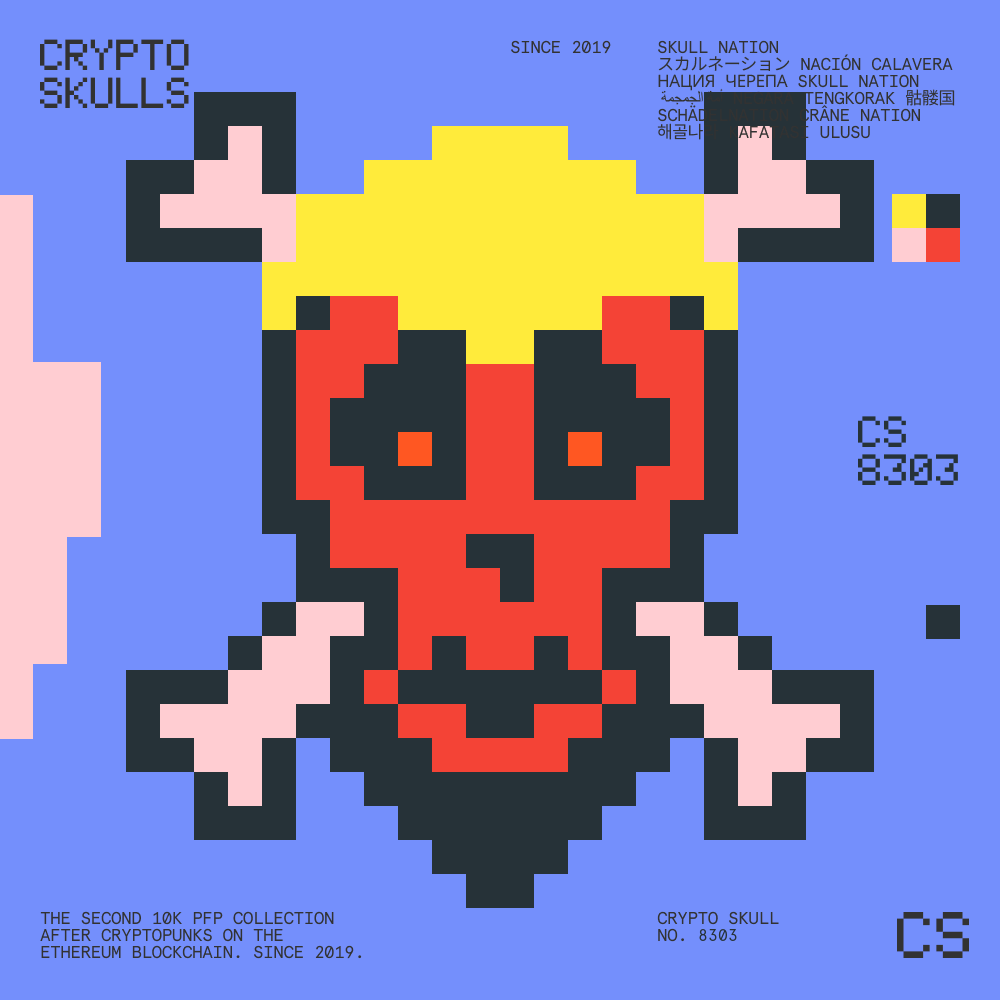 CRYPTO
SKULLS
SINCE 2019
SKULL NATION
スカルネーション NACIÓN CALAVERA
НАЦИЯ ЧЕРЕПА SKULL NATION
TENGKORAK 骷髅国
CRÂNE NATION
ULUSU
CS
8303
THE SECOND 10K PFP COLLECTION
AFTER CRYPTOPUNKS ON THE
ETHEREUM BLOCKCHAIN. SINCE 2019.
CRYPTO SKULL
NO. 8303
CS